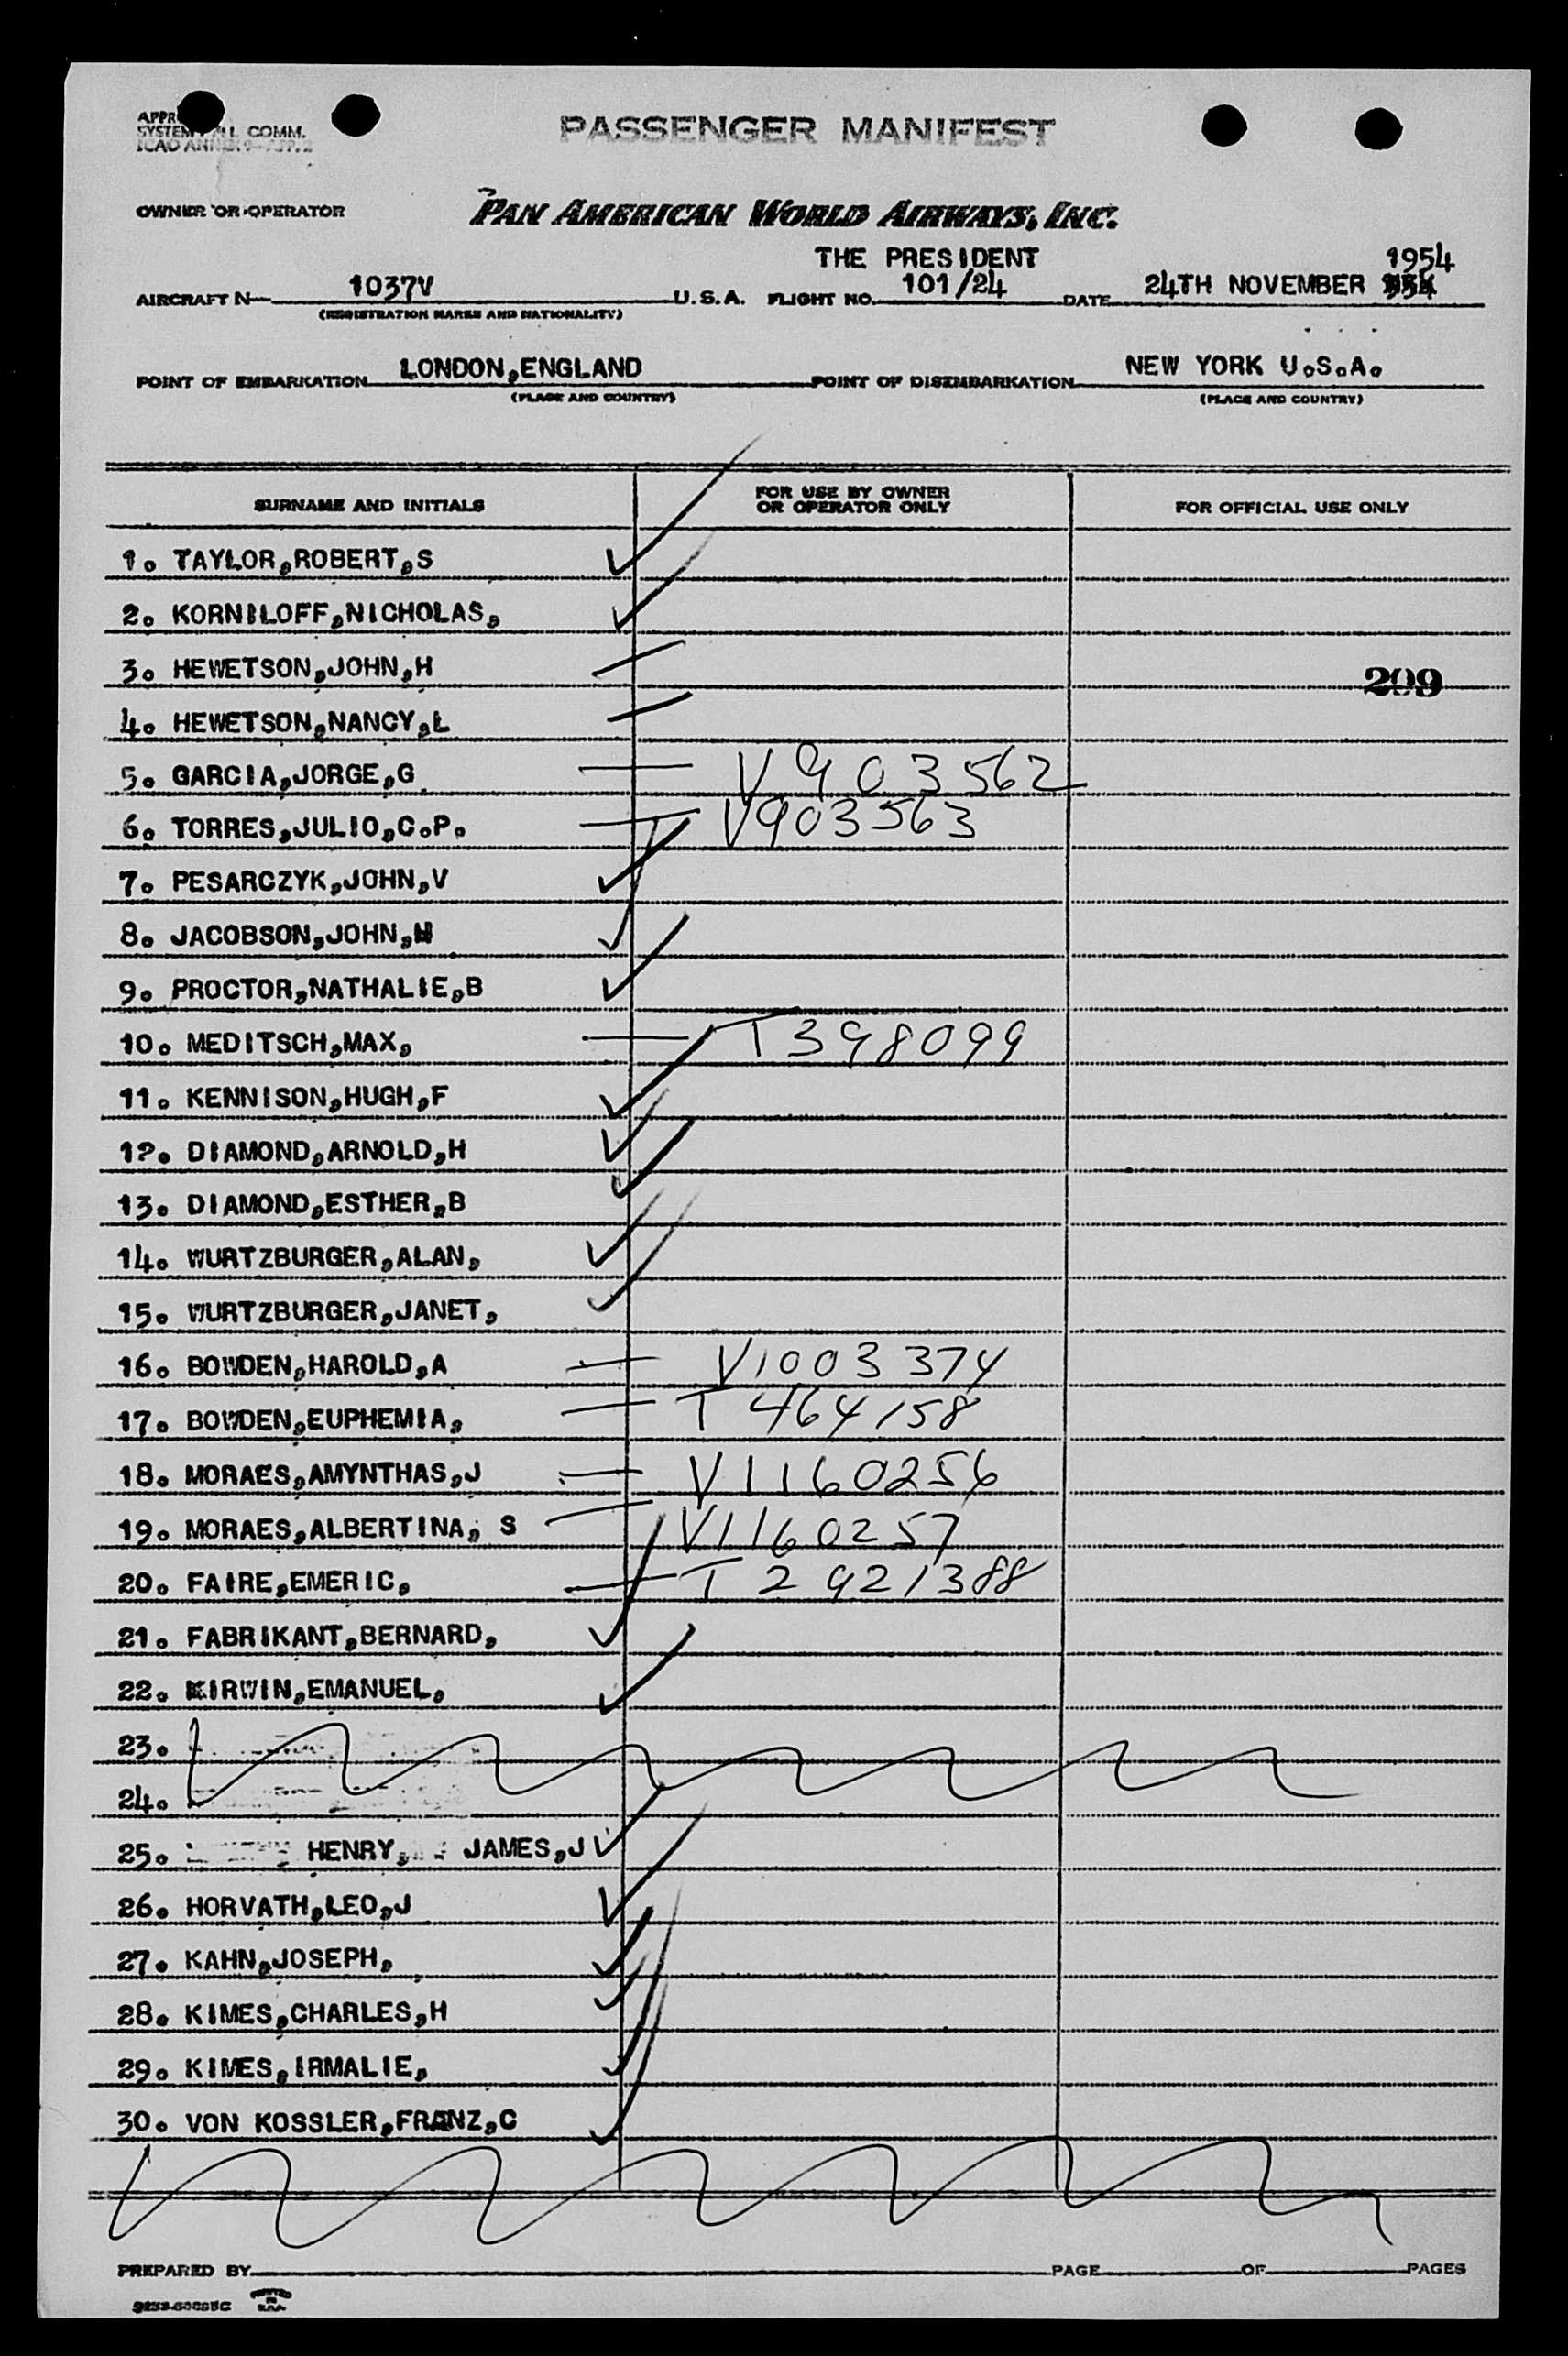 PASSENGER MANIFEST
SYSTEM COMM.
OWNER OR OPERATOR PAN AMERICAN WORLD AIRWAYS, INC.
THE PRESIDENT 1954
AIRCRAFT N 1037V U.S.A. FLIGHT NO. 101/24 DATE 24TH NOVEMBER
(REGISTRATION MARKS AND NATIONALITY)
POINT OF EMBARKATION LONDON,ENGLAND POINT OF DISEMBARKATION NEW YORK U.S.A.
(PLACE AND COUNTRY) (PLACE AND COUNTRY)
SURNAME AND INITIALS FOR USE BY OWNER OR OPERATOR ONLY FOR OFFICIAL USE ONLY
1. TAYLOR,ROBERT,S
2. KORNILOFF,NICHOLAS,
3. HEWETSON,JOHN,H 209
4. HEWETSON,NANCY,L
5. GARCIA,JORGE,G V903562
6. TORRES,JULIO,C.P. V903563
7. PESARCZYK,JOHN,V
8. JACOBSON,JOHN,
9. PROCTOR,NATHALIE,B
10. MEDITSCH,MAX, T398099
11. KENNISON,HUGH,F
12. DIAMOND,ARNOLD,H
13. DIAMOND,ESTHER,B
14. WURTZBURGER,ALAN,
15. WURTZBURGER,JANET,
16. BOWDEN,HAROLD,A V1003374
17. BOWDEN,EUPHEMIA, T464158
18. MORAES,AMYNTHAS,J V1160256
19. MORAES,ALBERTINA, S V1160257
20. FAIRE,EMERIC, T2921388
21. FABRIKANT,BERNARD,
22. KIRWIN,EMANUEL,
23.
24.
25. HENRY, JAMES,J
26. HORVATH,LEO,J
27. KAHN,JOSEPH,
28. KIMES,CHARLES,H
29. KIMES,IRMALIE,
30. VON KOSSLER,FRANZ,C
PREPARED BY PAGE OF PAGES
PRINTED IN U.S.A.